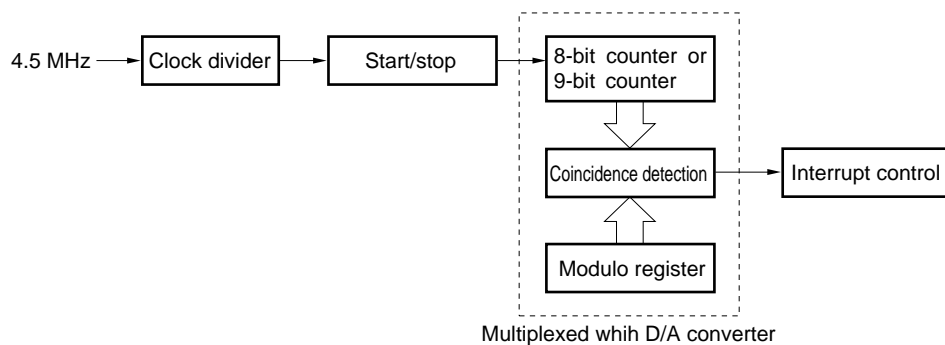 4.5 MHz
Clock divider
Start/stop
8-bit counter or
9-bit counter
Coincidence detection
Interrupt control
Modulo register
Multiplexed whih D/A converter